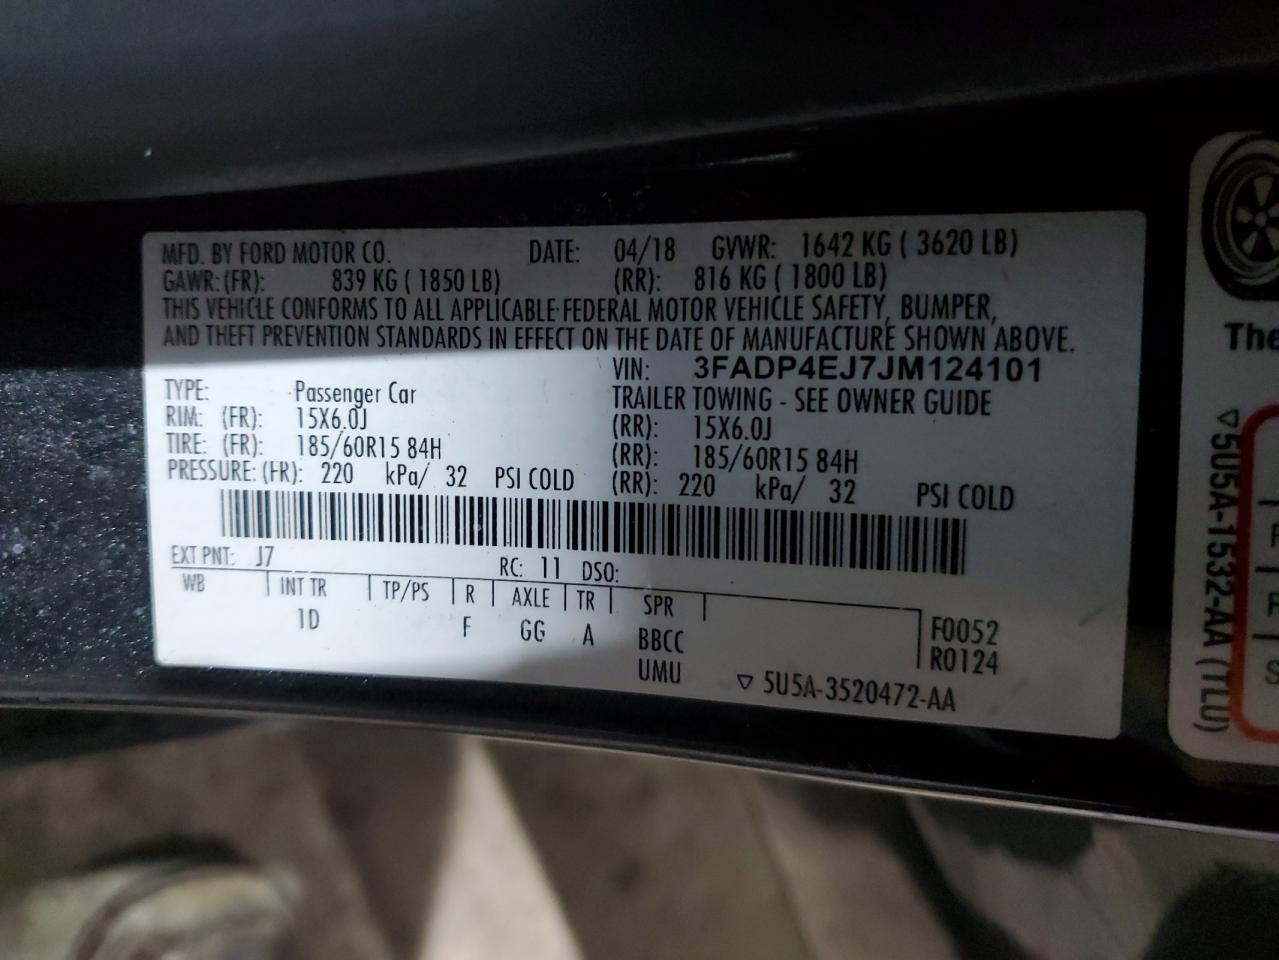 MFD. BY FORD MOTOR CO. DATE: 04/18 GVWR: 1642 KG ( 3620 LB)
GAWR: (FR): 839 KG ( 1850 LB) (RR): 816 KG ( 1800 LB)
THIS VEHICLE CONFORMS TO ALL APPLICABLE FEDERAL MOTOR VEHICLE SAFETY, BUMPER,
AND THEFT PREVENTION STANDARDS IN EFFECT ON THE DATE OF MANUFACTURE SHOWN ABOVE.
VIN: 3FADP4EJ7JM124101
TYPE: Passenger Car TRAILER TOWING - SEE OWNER GUIDE
RIM: (FR): 15X6.0J (RR): 15X6.0J
TIRE: (FR): 185/60R15 84H (RR): 185/60R15 84H
PRESSURE: (FR): 220 kPa/ 32 PSI COLD (RR): 220 kPa/ 32 PSI COLD
EXT PNT: J7 RC: 11 DSO:
WB INT TR TP/PS R AXLE TR SPR
1D F GG A BBCC F0052
UMU R0124
▽ 5U5A-3520472-AA
The
▽5U5A-1532-AA (TLU)